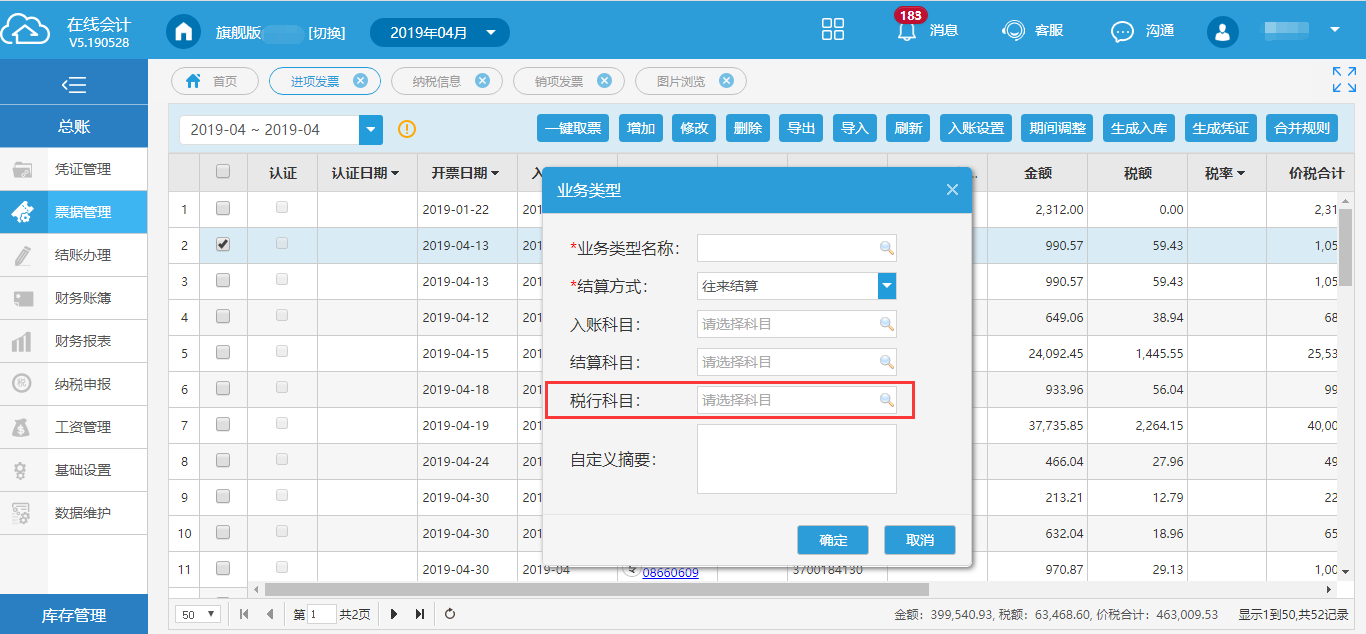 在线会计
V5.190528
旗舰版 [切换] 2019年04月 183 消息 客服 沟通
首页 进项发票 纳税信息 销项发票 图片浏览
总账
凭证管理
票据管理
结账办理
财务账簿
财务报表
纳税申报
工资管理
基础设置
数据维护
库存管理
2019-04 ~ 2019-04 一键取票 增加 修改 删除 导出 导入 刷新 入账设置 期间调整 生成入库 生成凭证 合并规则
认证 认证日期 开票日期 入 金额 税额 税率 价税合计
1 2019-01-22 201 2,312.00 0.00 2,31
2 2019-04-13 201 990.57 59.43 1,05
3 2019-04-13 201 990.57 59.43 1,05
4 2019-04-12 201 649.06 38.94 68
5 2019-04-15 201 24,092.45 1,445.55 25,53
6 2019-04-18 201 933.96 56.04 99
7 2019-04-19 201 37,735.85 2,264.15 40,00
8 2019-04-24 201 466.04 27.96 49
9 2019-04-30 201 213.21 12.79 22
10 2019-04-30 201 632.04 18.96 65
11 2019-04-30 2019-04 08660609 3700184130 970.87 29.13 1,00
业务类型
*业务类型名称：
*结算方式： 往来结算
入账科目： 请选择科目
结算科目： 请选择科目
税行科目： 请选择科目
自定义摘要：
确定 取消
50 第 1 共2页 金额：399,540.93, 税额：63,468.60, 价税合计：463,009.53 显示1到50,共52记录